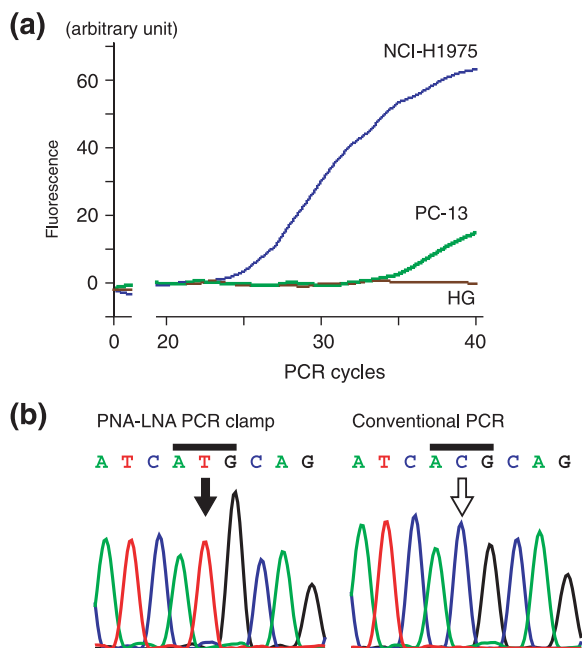 (a) (arbitrary unit)
NCI-H1975
60
40
Fluorescence
PC-13
20
0
HG
0 20 30 40
PCR cycles
(b)
PNA-LNA PCR clamp Conventional PCR
A T C A T G C A G A T C A C G C A G